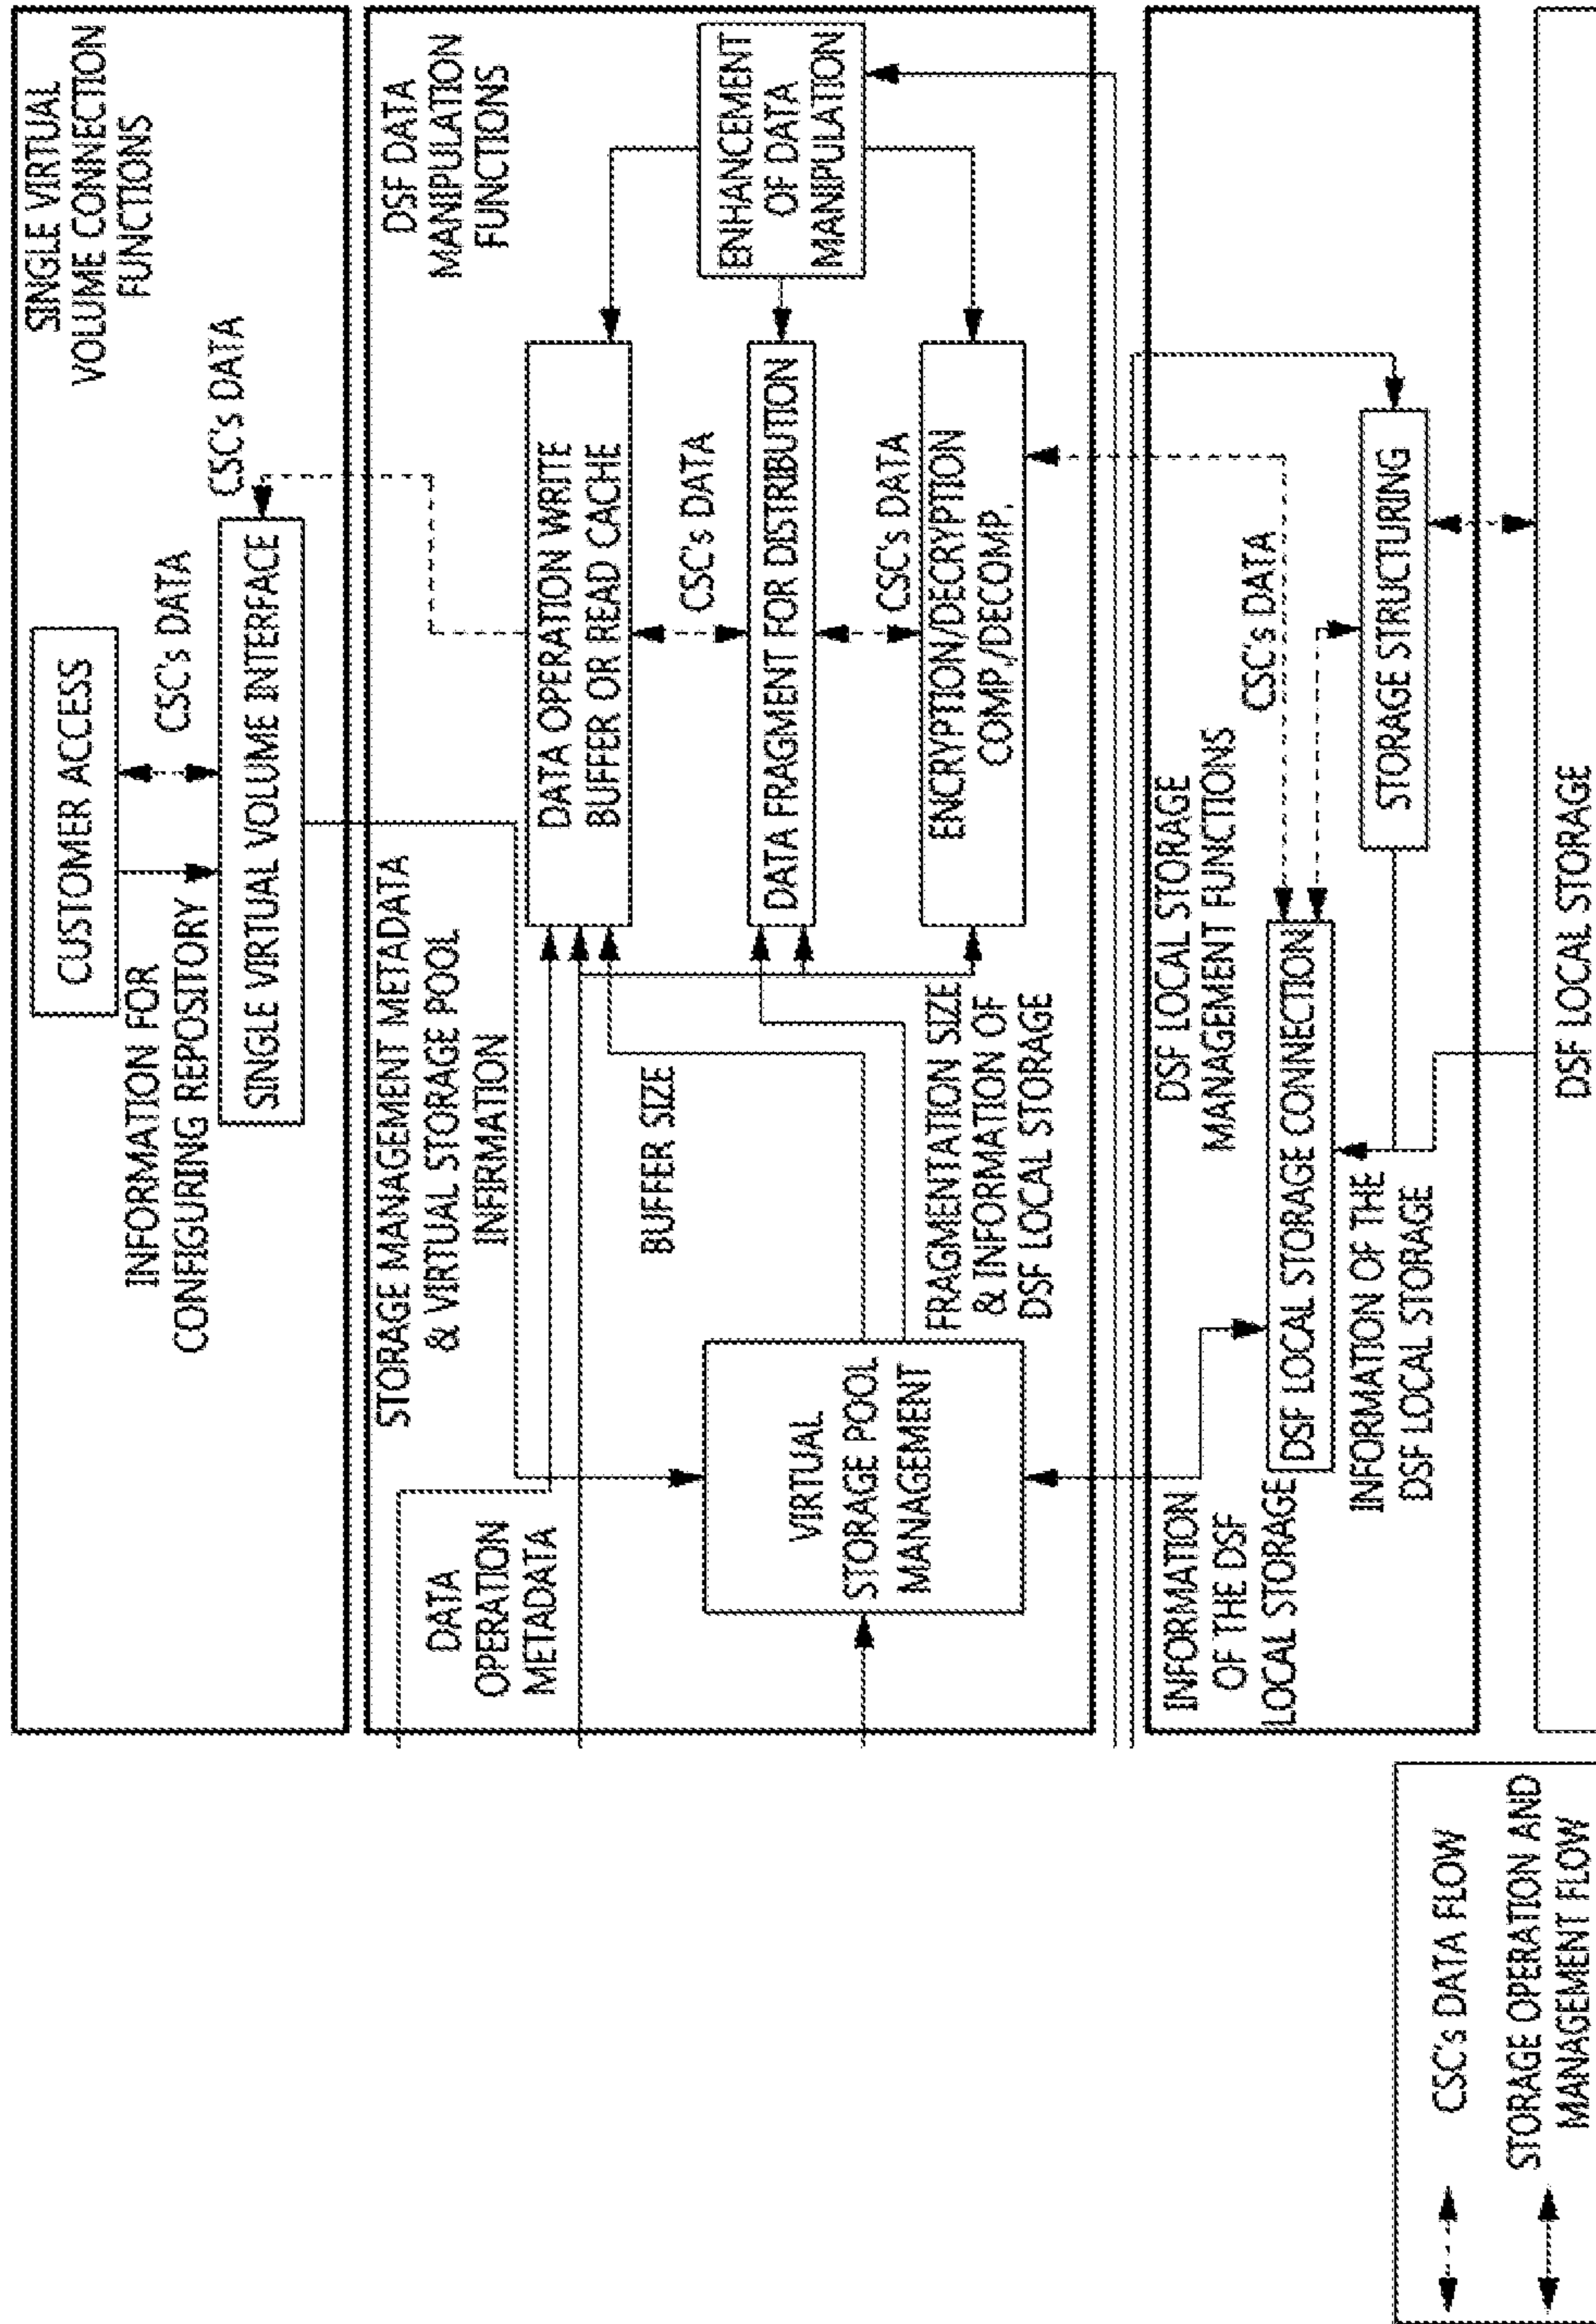 SINGLE VIRTUAL
VOLUME CONNECTION
FUNCTIONS
CUSTOMER ACCESS
INFORMATION FOR
CONFIGURING REPOSITORY
CSC's DATA
SINGLE VIRTUAL VOLUME INTERFACE
CSC's DATA
DSF DATA
MANIPULATION
FUNCTIONS
STORAGE MANAGEMENT METADATA
& VIRTUAL STORAGE POOL
INFIRMATION
DATA
OPERATION
METADATA
DATA OPERATION WRITE
BUFFER OR READ CACHE
BUFFER SIZE
CSC's DATA
VIRTUAL
STORAGE POOL
MANAGEMENT
DATA FRAGMENT FOR DISTRIBUTION
ENHANCEMENT
OF DATA
MANIPULATION
CSC's DATA
FRAGMENTATION SIZE
& INFORMATION OF
DSF LOCAL STORAGE
ENCRYPTION/DECRYPTION
COMP./DECOMP.
DSF LOCAL STORAGE
MANAGEMENT FUNCTIONS
INFORMATION
OF THE DSF
LOCAL STORAGE
CSC's DATA
DSF LOCAL STORAGE CONNECTION
INFORMATION OF THE
DSF LOCAL STORAGE
STORAGE STRUCTURING
DSF LOCAL STORAGE
CSC's DATA FLOW
STORAGE OPERATION AND
MANAGEMENT FLOW